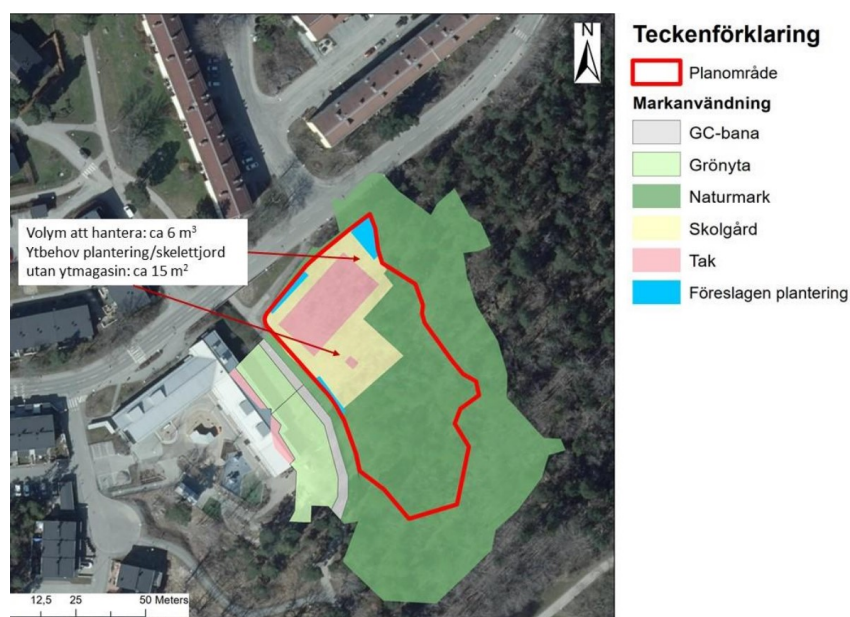 N
Volym att hantera: ca 6 m³
Ytbehov plantering/skelettjord
utan ytmagasin: ca 15 m²
12,5 25 50 Meters
Teckenförklaring
Planområde
Markanvändning
GC-bana
Grönyta
Naturmark
Skolgård
Tak
Föreslagen plantering